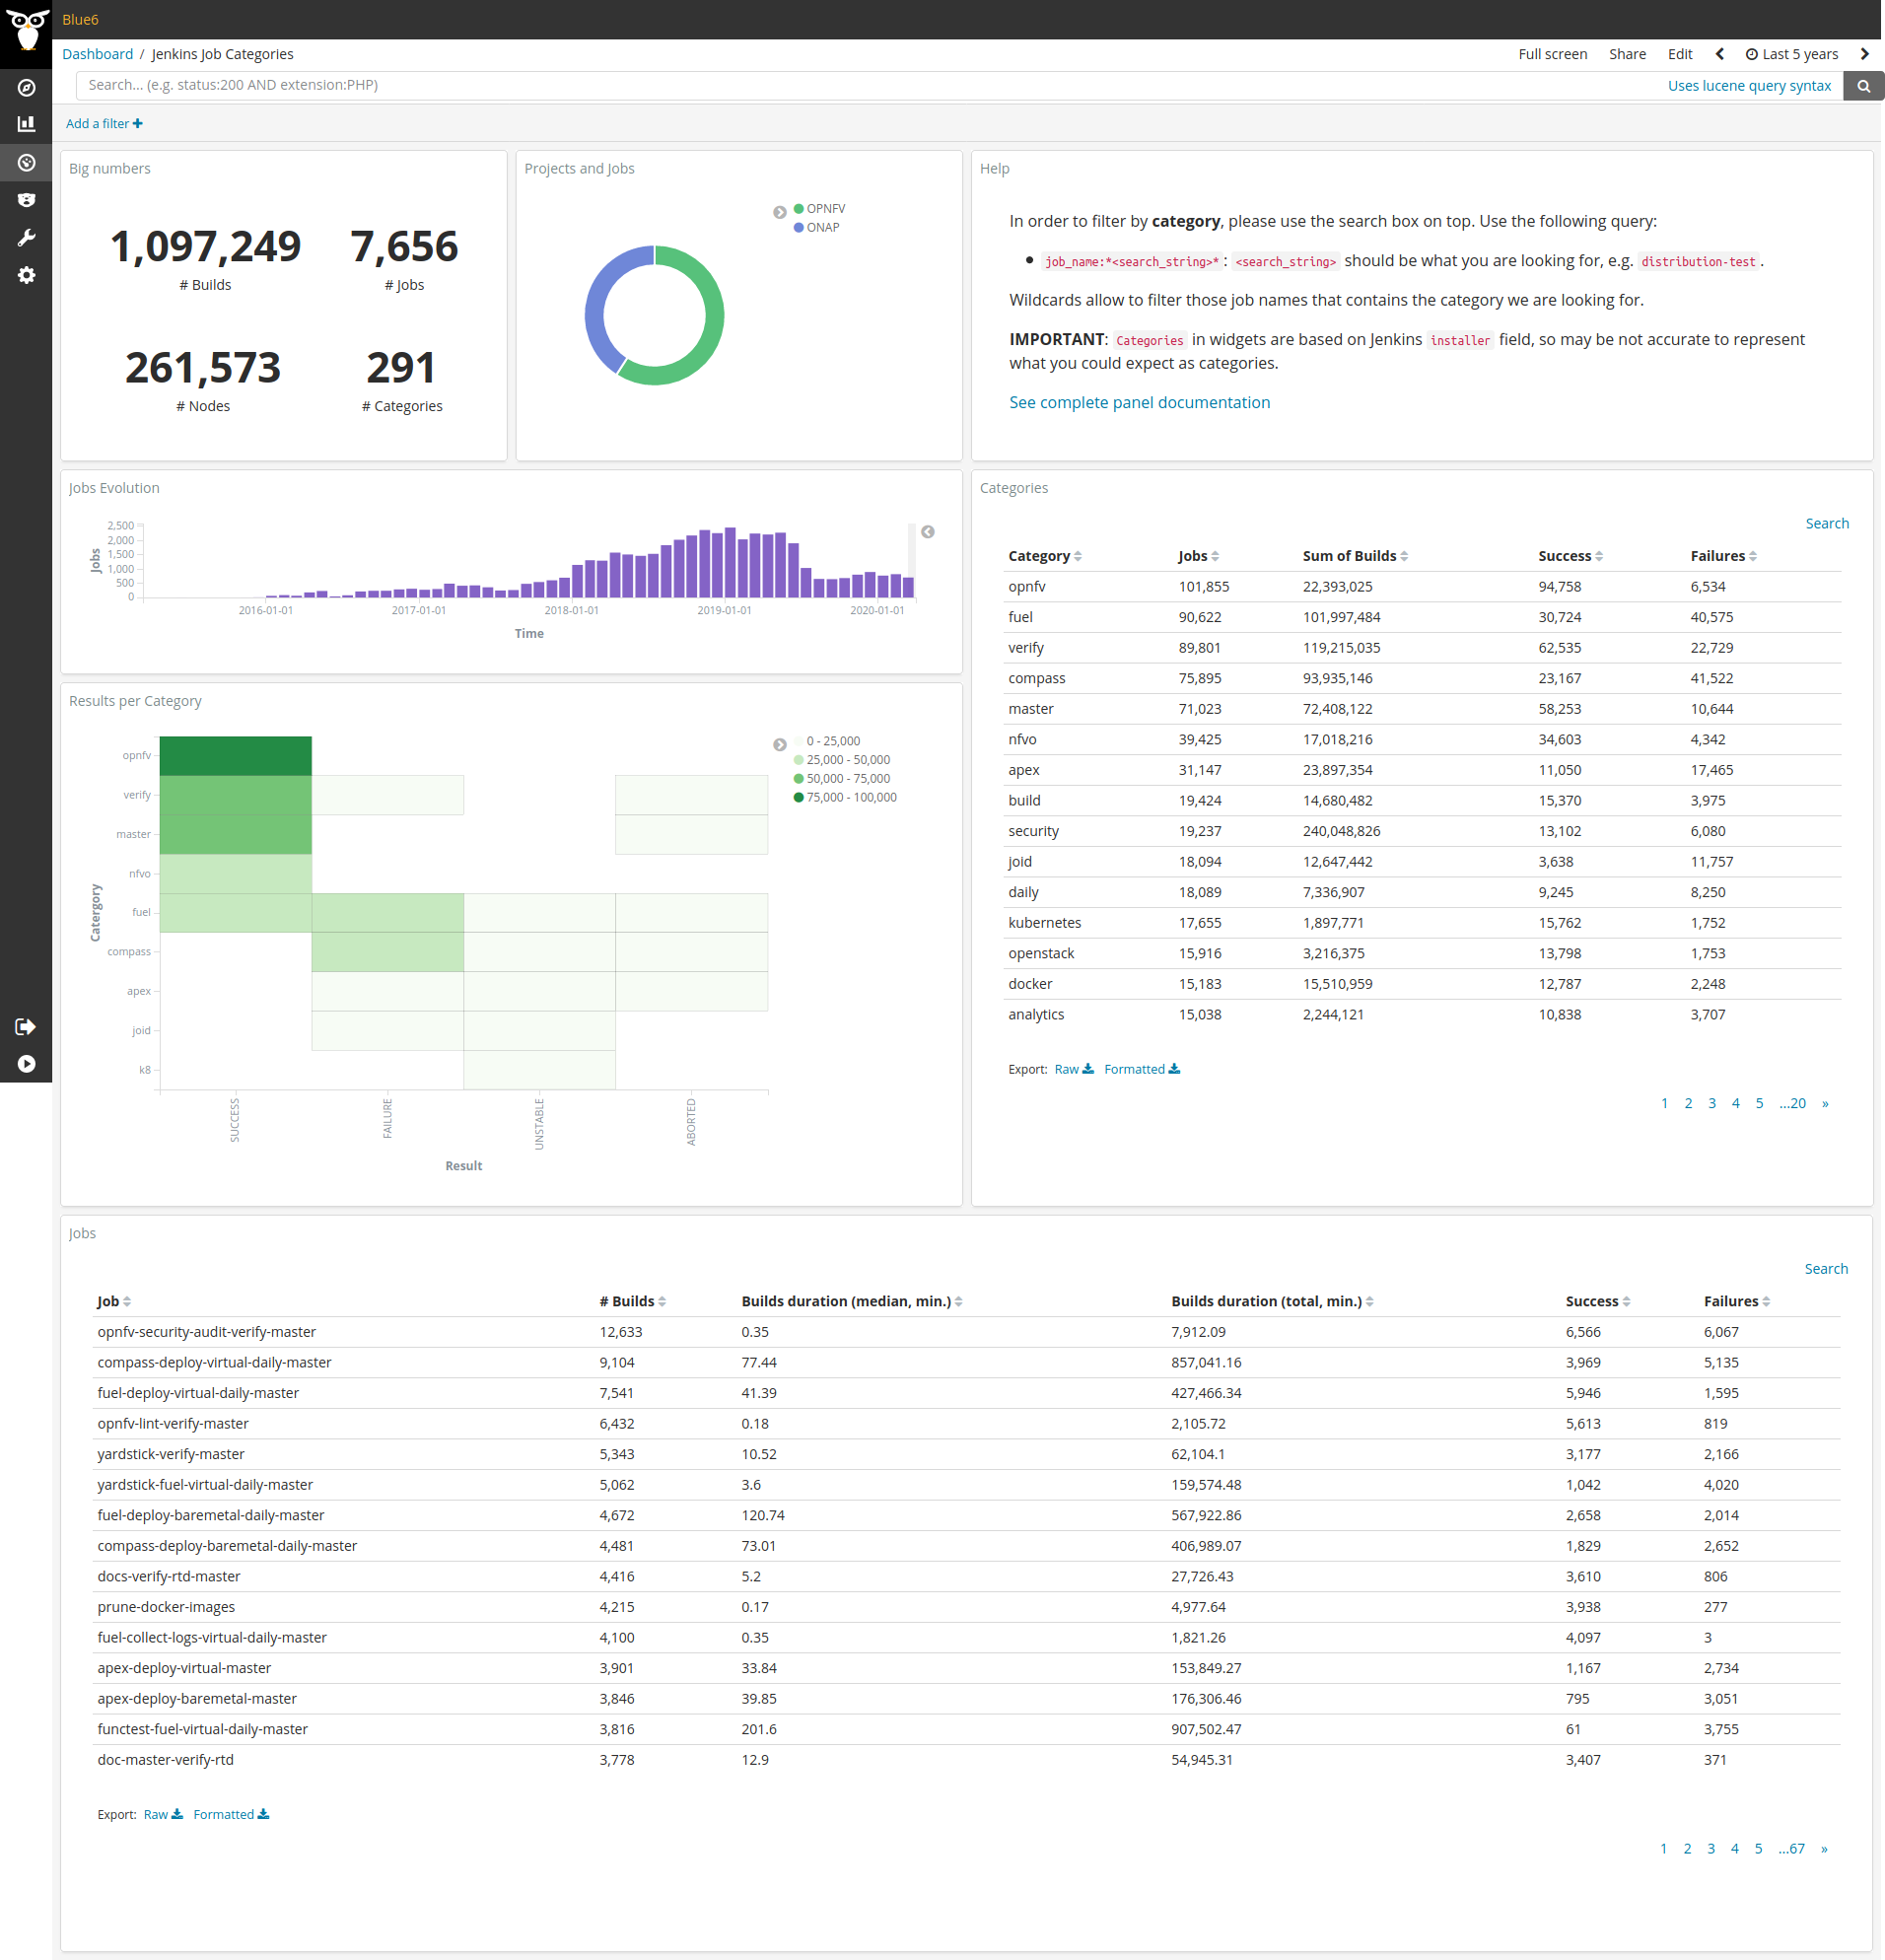 Blue6
Dashboard / Jenkins Job Categories
Full screen Share Edit Last 5 years
Search... (e.g. status:200 AND extension:PHP)
Uses lucene query syntax
Add a filter
Big numbers
1,097,249 7,656
# Builds # Jobs
261,573 291
# Nodes # Categories
Projects and Jobs
OPNFV
ONAP
Help
In order to filter by category, please use the search box on top. Use the following query:
• job_name:*<search_string>* : <search_string> should be what you are looking for, e.g. distribution-test .
Wildcards allow to filter those job names that contains the category we are looking for.
IMPORTANT: Categories in widgets are based on Jenkins installer field, so may be not accurate to represent
what you could expect as categories.
See complete panel documentation
Jobs Evolution
2,500
2,000
1,500
1,000
500
0
Jobs
2016-01-01 2017-01-01 2018-01-01 2019-01-01 2020-01-01
Time
Results per Category
opnfv
verify
master
nfvo
fuel
compass
apex
joid
k8
Catergory
SUCCESS FAILURE UNSTABLE ABORTED
Result
0 - 25,000
25,000 - 50,000
50,000 - 75,000
75,000 - 100,000
Categories
Search
Category Jobs Sum of Builds Success Failures
opnfv 101,855 22,393,025 94,758 6,534
fuel 90,622 101,997,484 30,724 40,575
verify 89,801 119,215,035 62,535 22,729
compass 75,895 93,935,146 23,167 41,522
master 71,023 72,408,122 58,253 10,644
nfvo 39,425 17,018,216 34,603 4,342
apex 31,147 23,897,354 11,050 17,465
build 19,424 14,680,482 15,370 3,975
security 19,237 240,048,826 13,102 6,080
joid 18,094 12,647,442 3,638 11,757
daily 18,089 7,336,907 9,245 8,250
kubernetes 17,655 1,897,771 15,762 1,752
openstack 15,916 3,216,375 13,798 1,753
docker 15,183 15,510,959 12,787 2,248
analytics 15,038 2,244,121 10,838 3,707
Export: Raw Formatted
1 2 3 4 5 ...20 »
Jobs
Search
Job # Builds Builds duration (median, min.) Builds duration (total, min.) Success Failures
opnfv-security-audit-verify-master 12,633 0.35 7,912.09 6,566 6,067
compass-deploy-virtual-daily-master 9,104 77.44 857,041.16 3,969 5,135
fuel-deploy-virtual-daily-master 7,541 41.39 427,466.34 5,946 1,595
opnfv-lint-verify-master 6,432 0.18 2,105.72 5,613 819
yardstick-verify-master 5,343 10.52 62,104.1 3,177 2,166
yardstick-fuel-virtual-daily-master 5,062 3.6 159,574.48 1,042 4,020
fuel-deploy-baremetal-daily-master 4,672 120.74 567,922.86 2,658 2,014
compass-deploy-baremetal-daily-master 4,481 73.01 406,989.07 1,829 2,652
docs-verify-rtd-master 4,416 5.2 27,726.43 3,610 806
prune-docker-images 4,215 0.17 4,977.64 3,938 277
fuel-collect-logs-virtual-daily-master 4,100 0.35 1,821.26 4,097 3
apex-deploy-virtual-master 3,901 33.84 153,849.27 1,167 2,734
apex-deploy-baremetal-master 3,846 39.85 176,306.46 795 3,051
functest-fuel-virtual-daily-master 3,816 201.6 907,502.47 61 3,755
doc-master-verify-rtd 3,778 12.9 54,945.31 3,407 371
Export: Raw Formatted
1 2 3 4 5 ...67 »